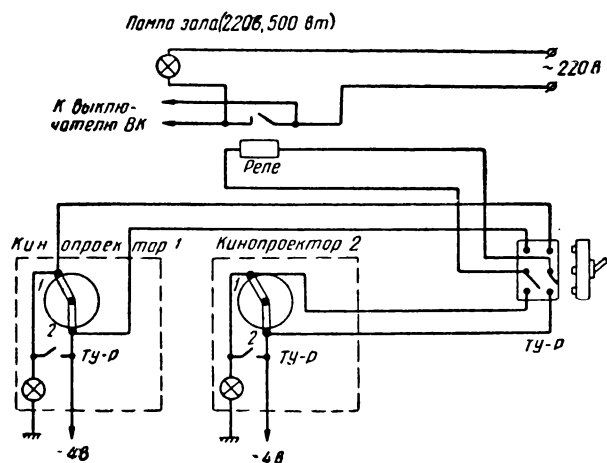 Лампа зала(220в, 500 вт)
~ 220 в
К выклю-
чателю ВК
Реле
Кинопроектор 1
Кинопроектор 2
1
1
2
2
ТУ-Р
ТУ-Р
ТУ-Р
-4в
-4в